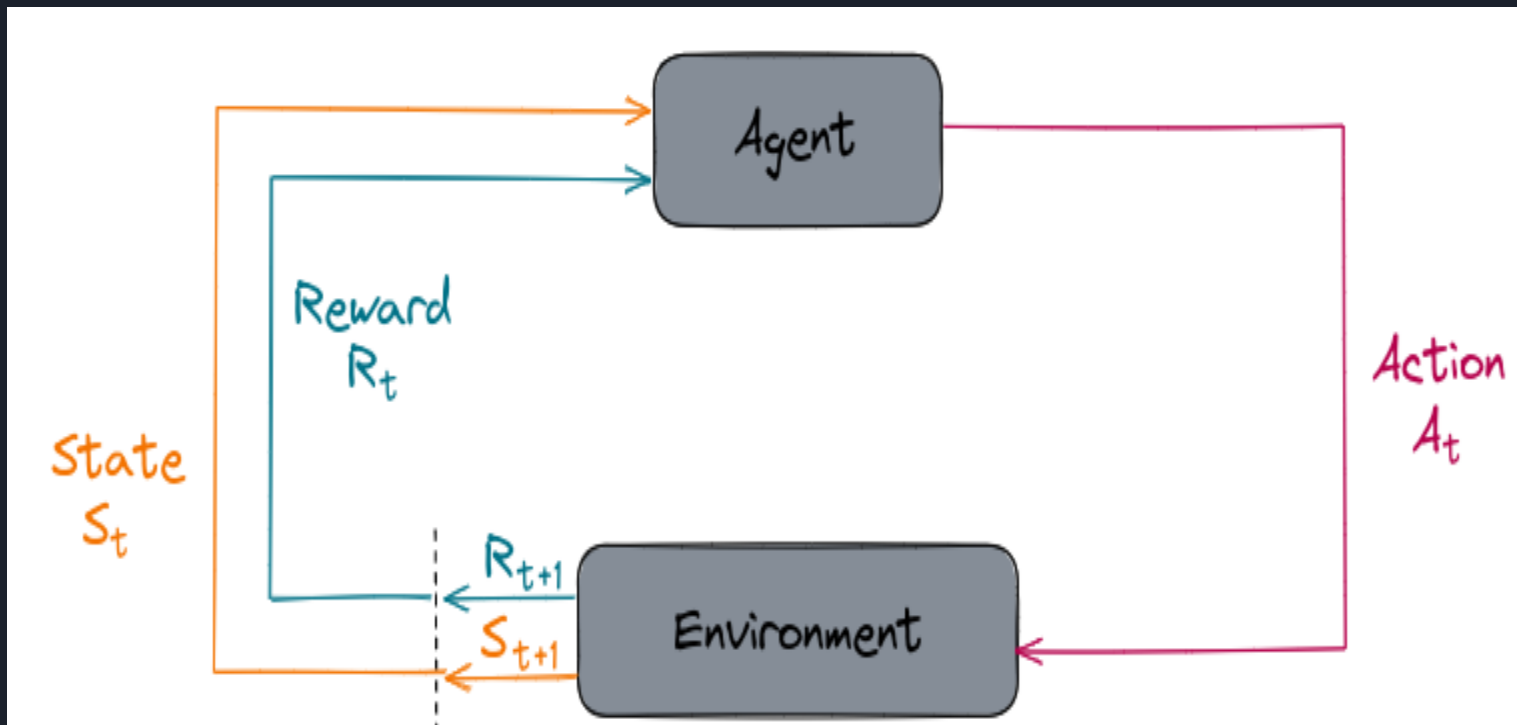 Agent
Reward
Rₜ
State
Sₜ
Action
Aₜ
Rₜ₊₁
Sₜ₊₁
Environment